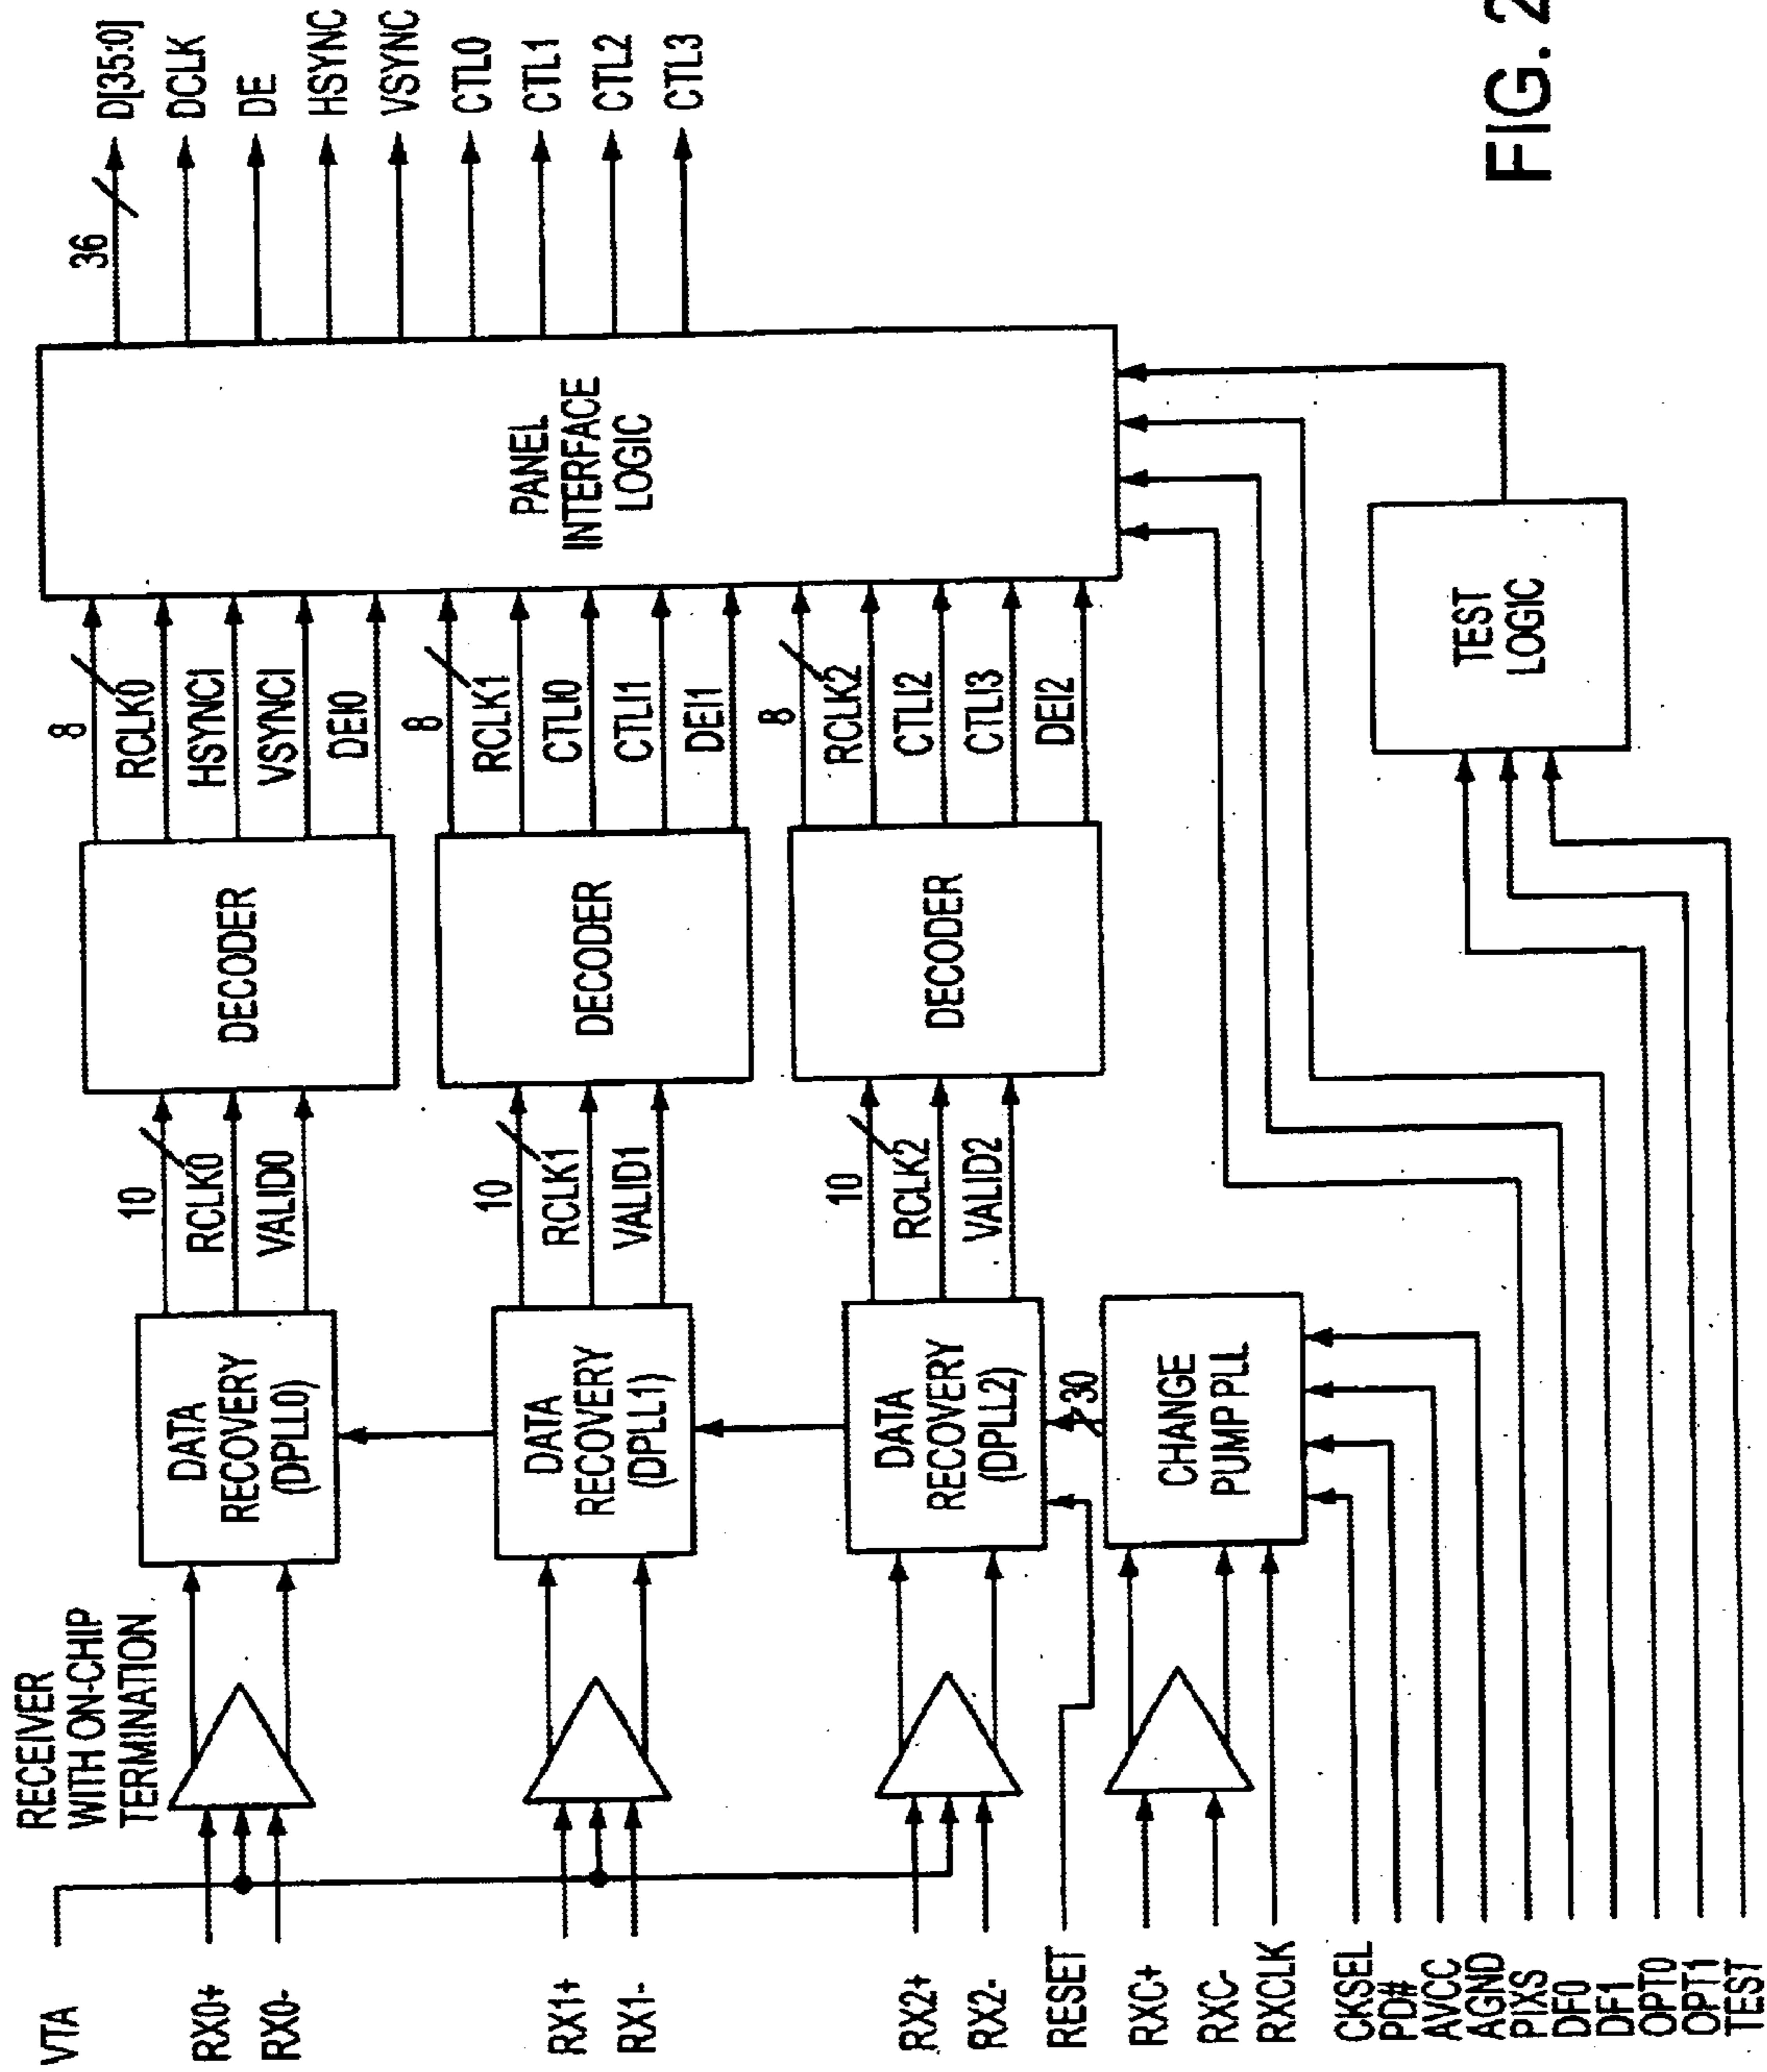 RECEIVER
WITH ON-CHIP
TERMINATION
VTA
RX0+
RX0-
DATA
RECOVERY
(DPLL0)
10
RCLK0
VALID0
DECODER
8
RCLK0
HSYNCI
VSYNCI
DEI0
RX1+
RX1-
DATA
RECOVERY
(DPLL1)
10
RCLK1
VALID1
DECODER
8
RCLK1
CTLI0
CTLI1
DEI1
RX2+
RX2-
RESET
DATA
RECOVERY
(DPLL2)
10
RCLK2
VALID2
DECODER
8
RCLK2
CTLI2
CTLI3
DEI2
PANEL
INTERFACE
LOGIC
36
D[35:0]
DCLK
DE
HSYNC
VSYNC
CTL0
CTL1
CTL2
CTL3
RXC+
RXC-
RXCLK
30
CHANGE
PUMP PLL
CKSEL
PD#
AVCC
AGND
PIXS
DF0
DF1
OPT0
OPT1
TEST
TEST
LOGIC
FIG. 2